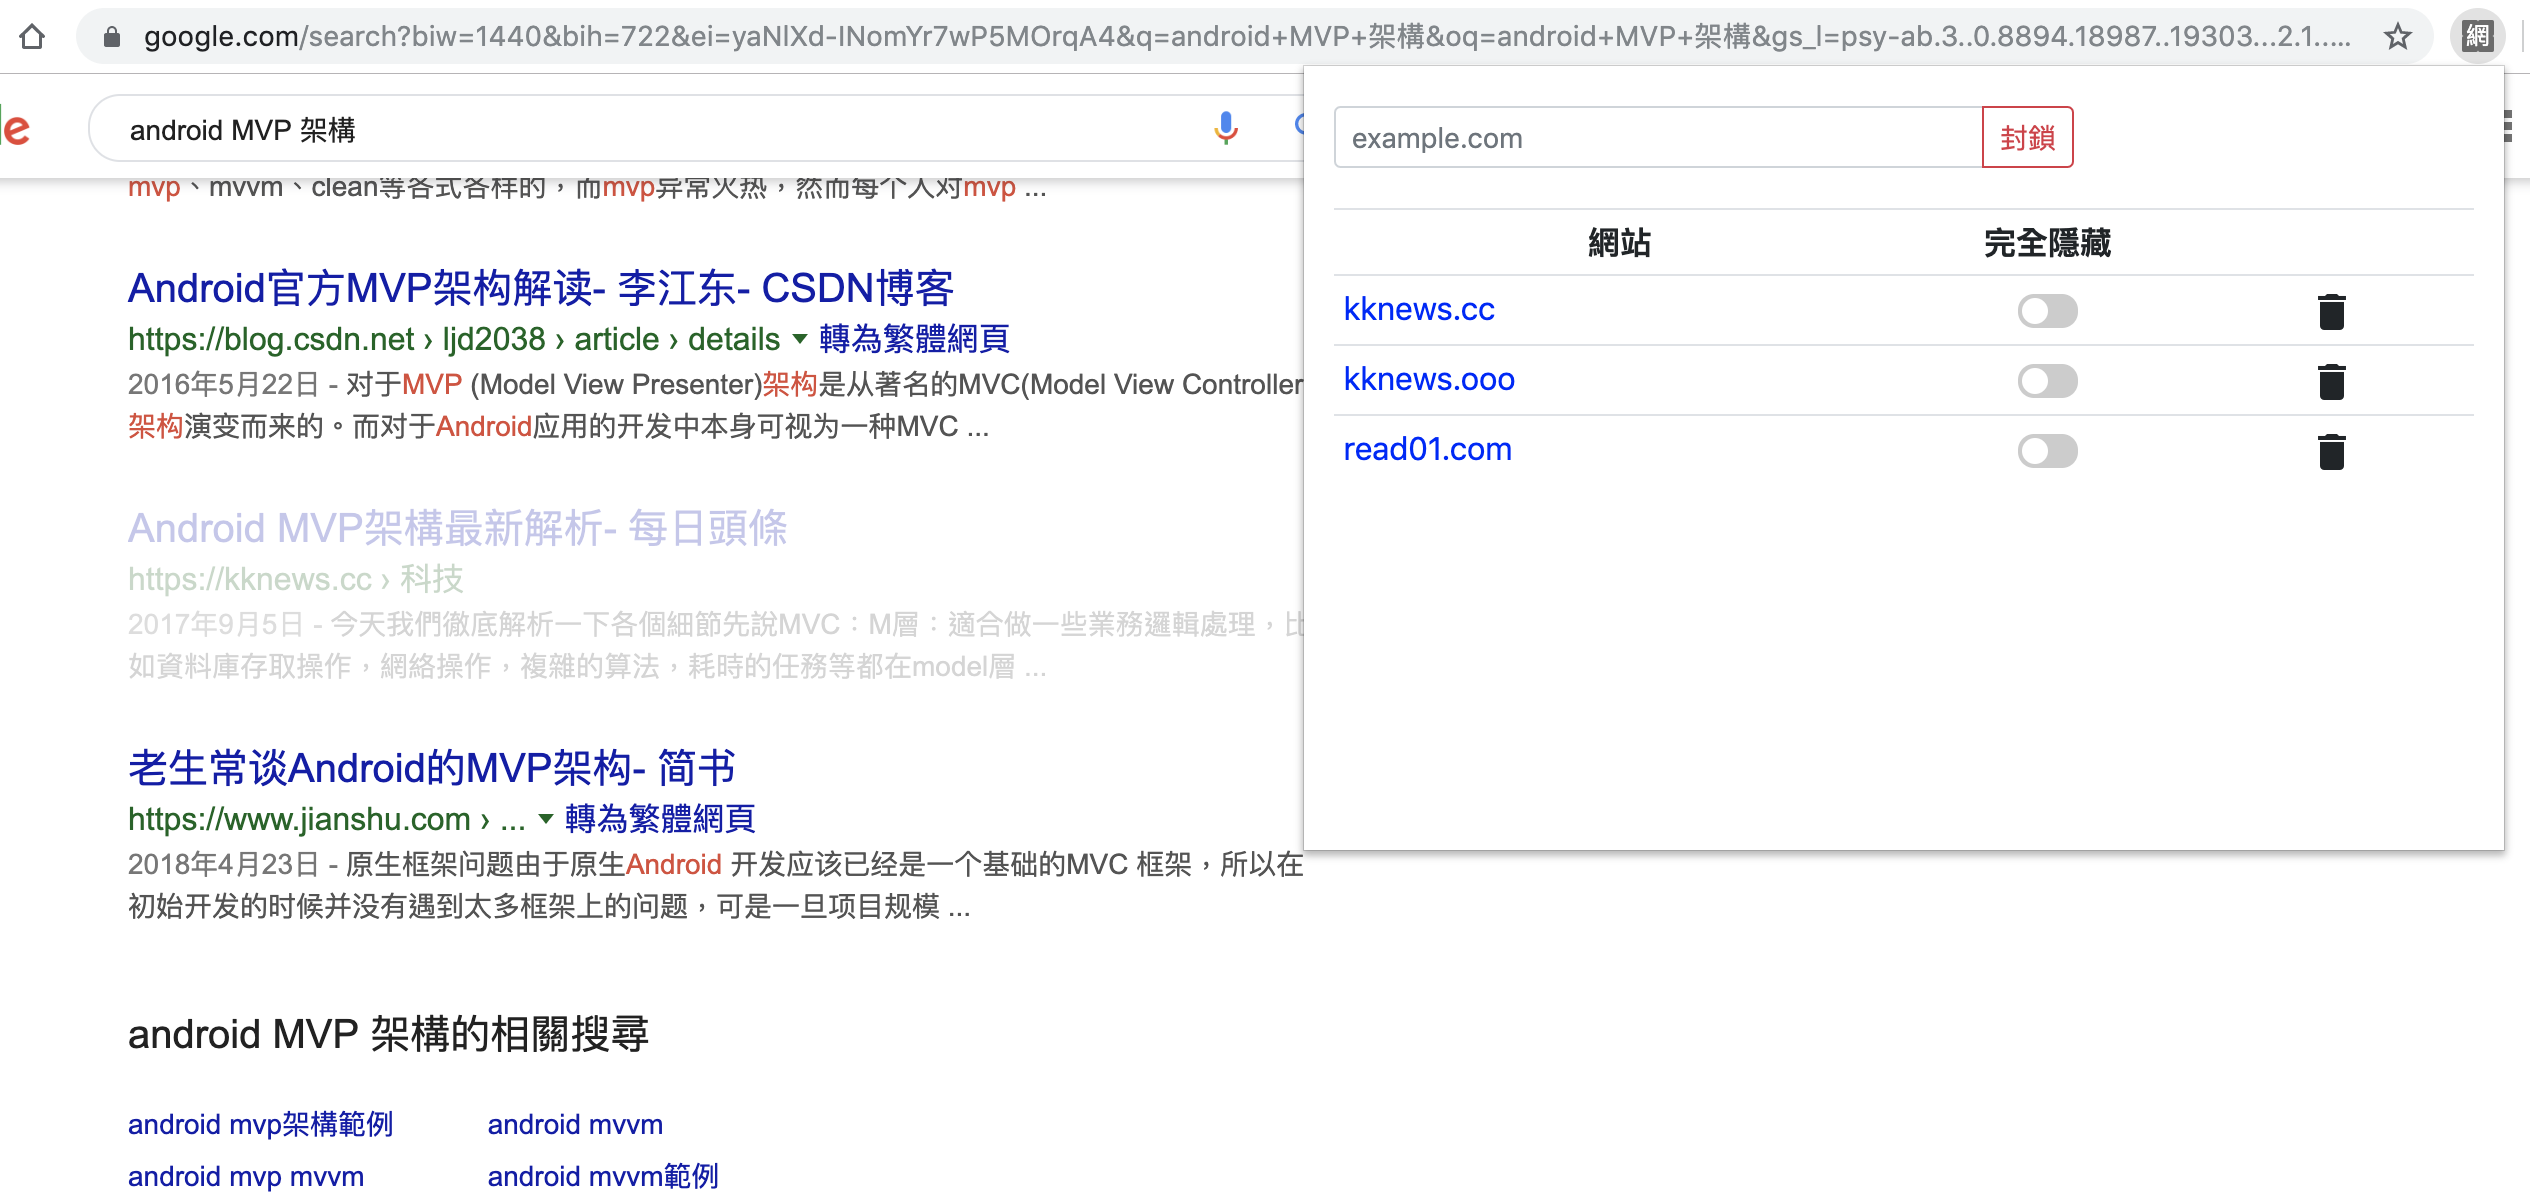 google.com/search?biw=1440&bih=722&ei=yaNlXd-INomYr7wP5MOrqA4&q=android+MVP+架構&oq=android+MVP+架構&gs_l=psy-ab.3..0.8894.18987..19303...2.1.....
網
e
android MVP 架構
mvp、mvvm、clean等各式各样的，而mvp异常火热，然而每个人对mvp ...
Android官方MVP架构解读- 李江东- CSDN博客
https://blog.csdn.net › ljd2038 › article › details 轉為繁體網頁
2016年5月22日 - 对于MVP (Model View Presenter)架构是从著名的MVC(Model View Controller
架构演变而来的。而对于Android应用的开发中本身可视为一种MVC ...
Android MVP架構最新解析- 每日頭條
https://kknews.cc › 科技
2017年9月5日 - 今天我們徹底解析一下各個細節先說MVC：M層：適合做一些業務邏輯處理，比
如資料庫存取操作，網絡操作，複雜的算法，耗時的任務等都在model層 ...
老生常谈Android的MVP架构- 简书
https://www.jianshu.com › ... 轉為繁體網頁
2018年4月23日 - 原生框架问题由于原生Android 开发应该已经是一个基础的MVC 框架，所以在
初始开发的时候并没有遇到太多框架上的问题，可是一旦项目规模 ...
android MVP 架構的相關搜尋
android mvp架構範例 android mvvm
android mvp mvvm android mvvm範例
example.com 封鎖
網站 完全隱藏
kknews.cc
kknews.ooo
read01.com